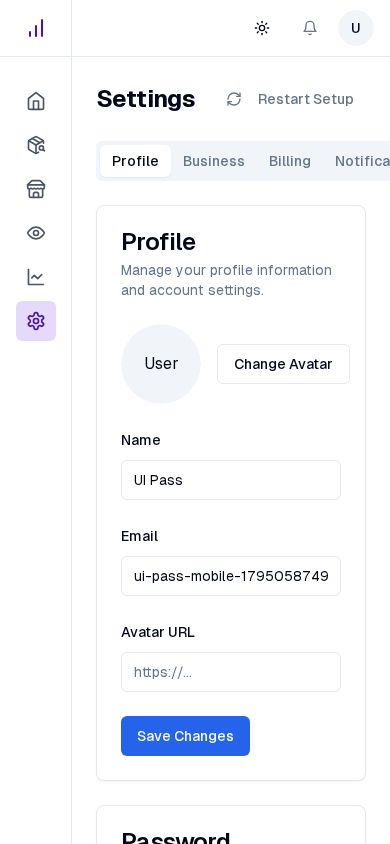 U
Settings
Restart Setup
Profile
Business
Billing
Notifica
Profile
Manage your profile information
and account settings.
User
Change Avatar
Name
UI Pass
Email
ui-pass-mobile-1795058749
Avatar URL
https://...
Save Changes
Password